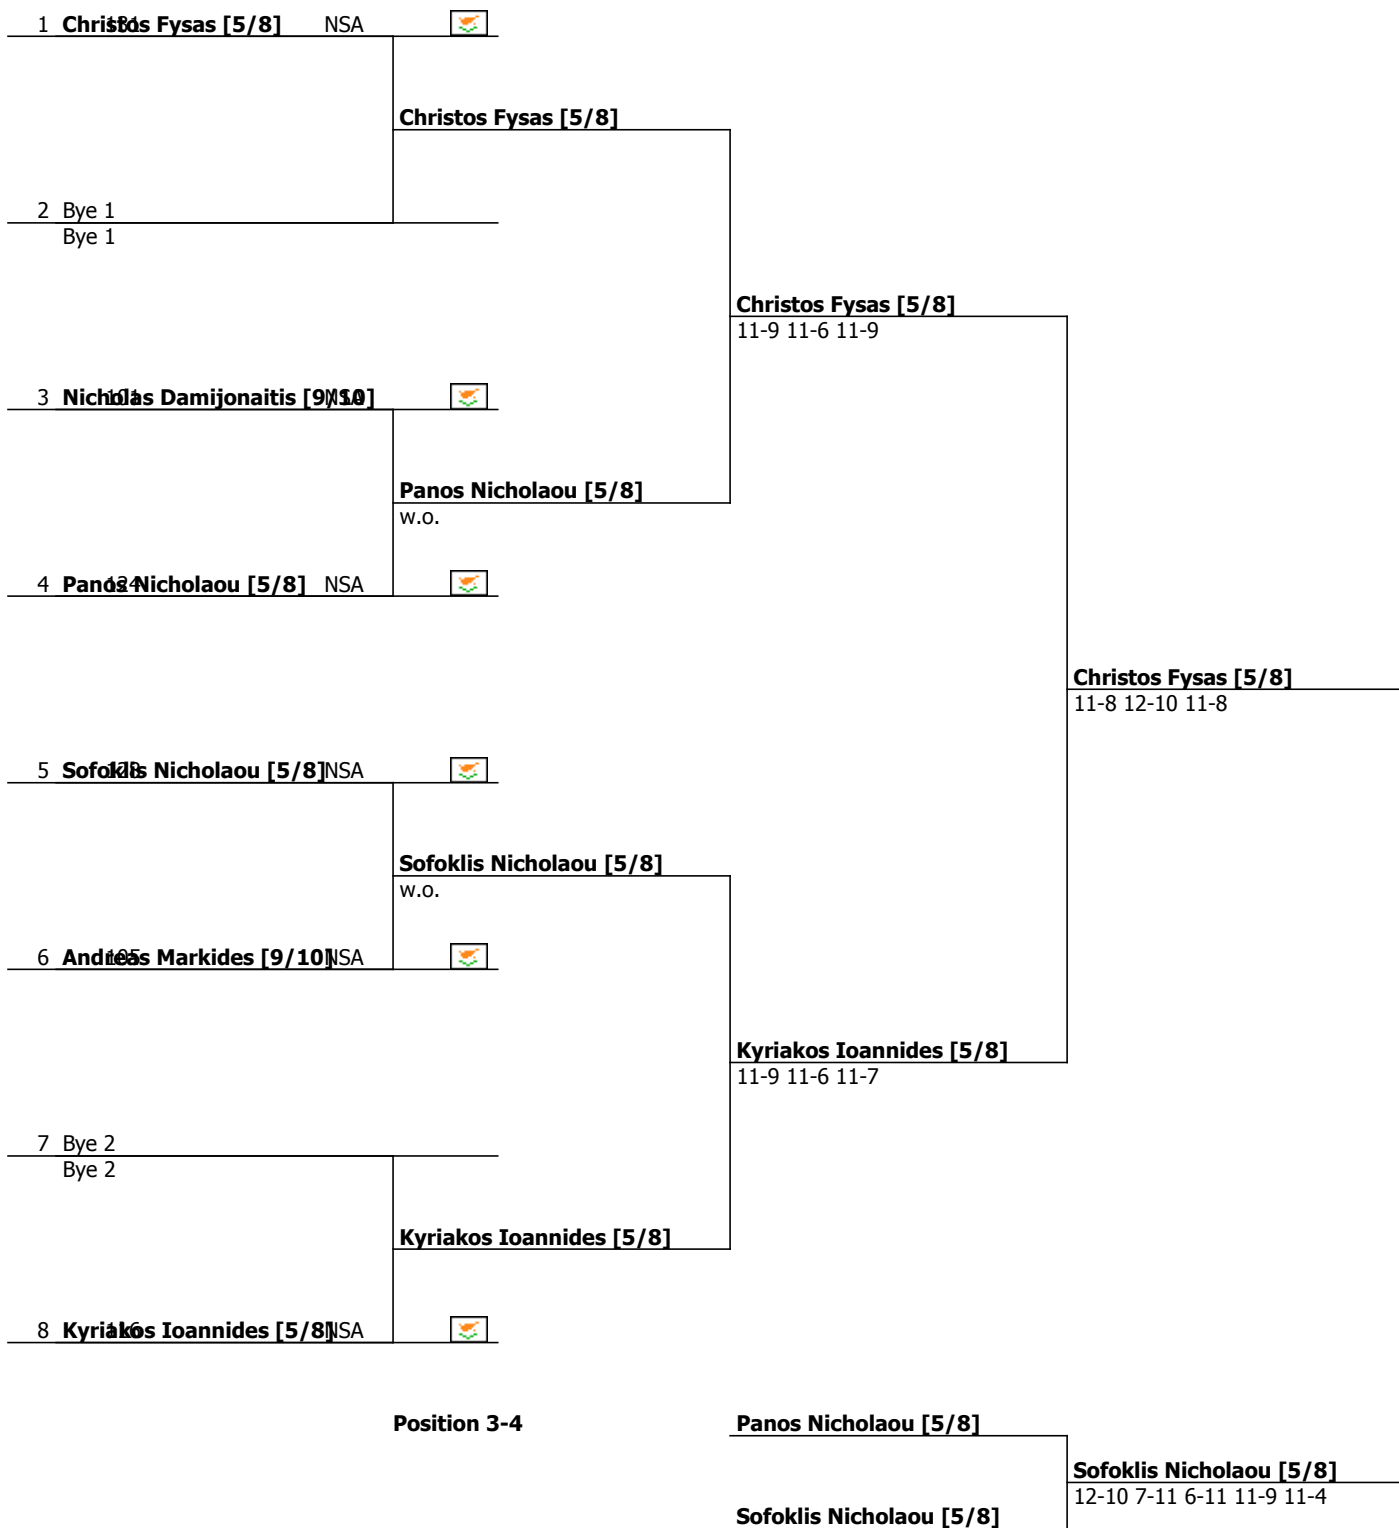 1 Christos Fysas [5/8] NSA
Christos Fysas [5/8]
2 Bye 1
Bye 1
Christos Fysas [5/8]
11-9 11-6 11-9
3 Nicholas Damijonaitis [9/10] NSA
Panos Nicholaou [5/8]
w.o.
4 Panos Nicholaou [5/8] NSA
Christos Fysas [5/8]
11-8 12-10 11-8
5 Sofoklis Nicholaou [5/8] NSA
Sofoklis Nicholaou [5/8]
w.o.
6 Andreas Markides [9/10] NSA
Kyriakos Ioannides [5/8]
11-9 11-6 11-7
7 Bye 2
Bye 2
Kyriakos Ioannides [5/8]
8 Kyriakos Ioannides [5/8] NSA
Position 3-4 Panos Nicholaou [5/8]
Sofoklis Nicholaou [5/8]
12-10 7-11 6-11 11-9 11-4
Sofoklis Nicholaou [5/8]